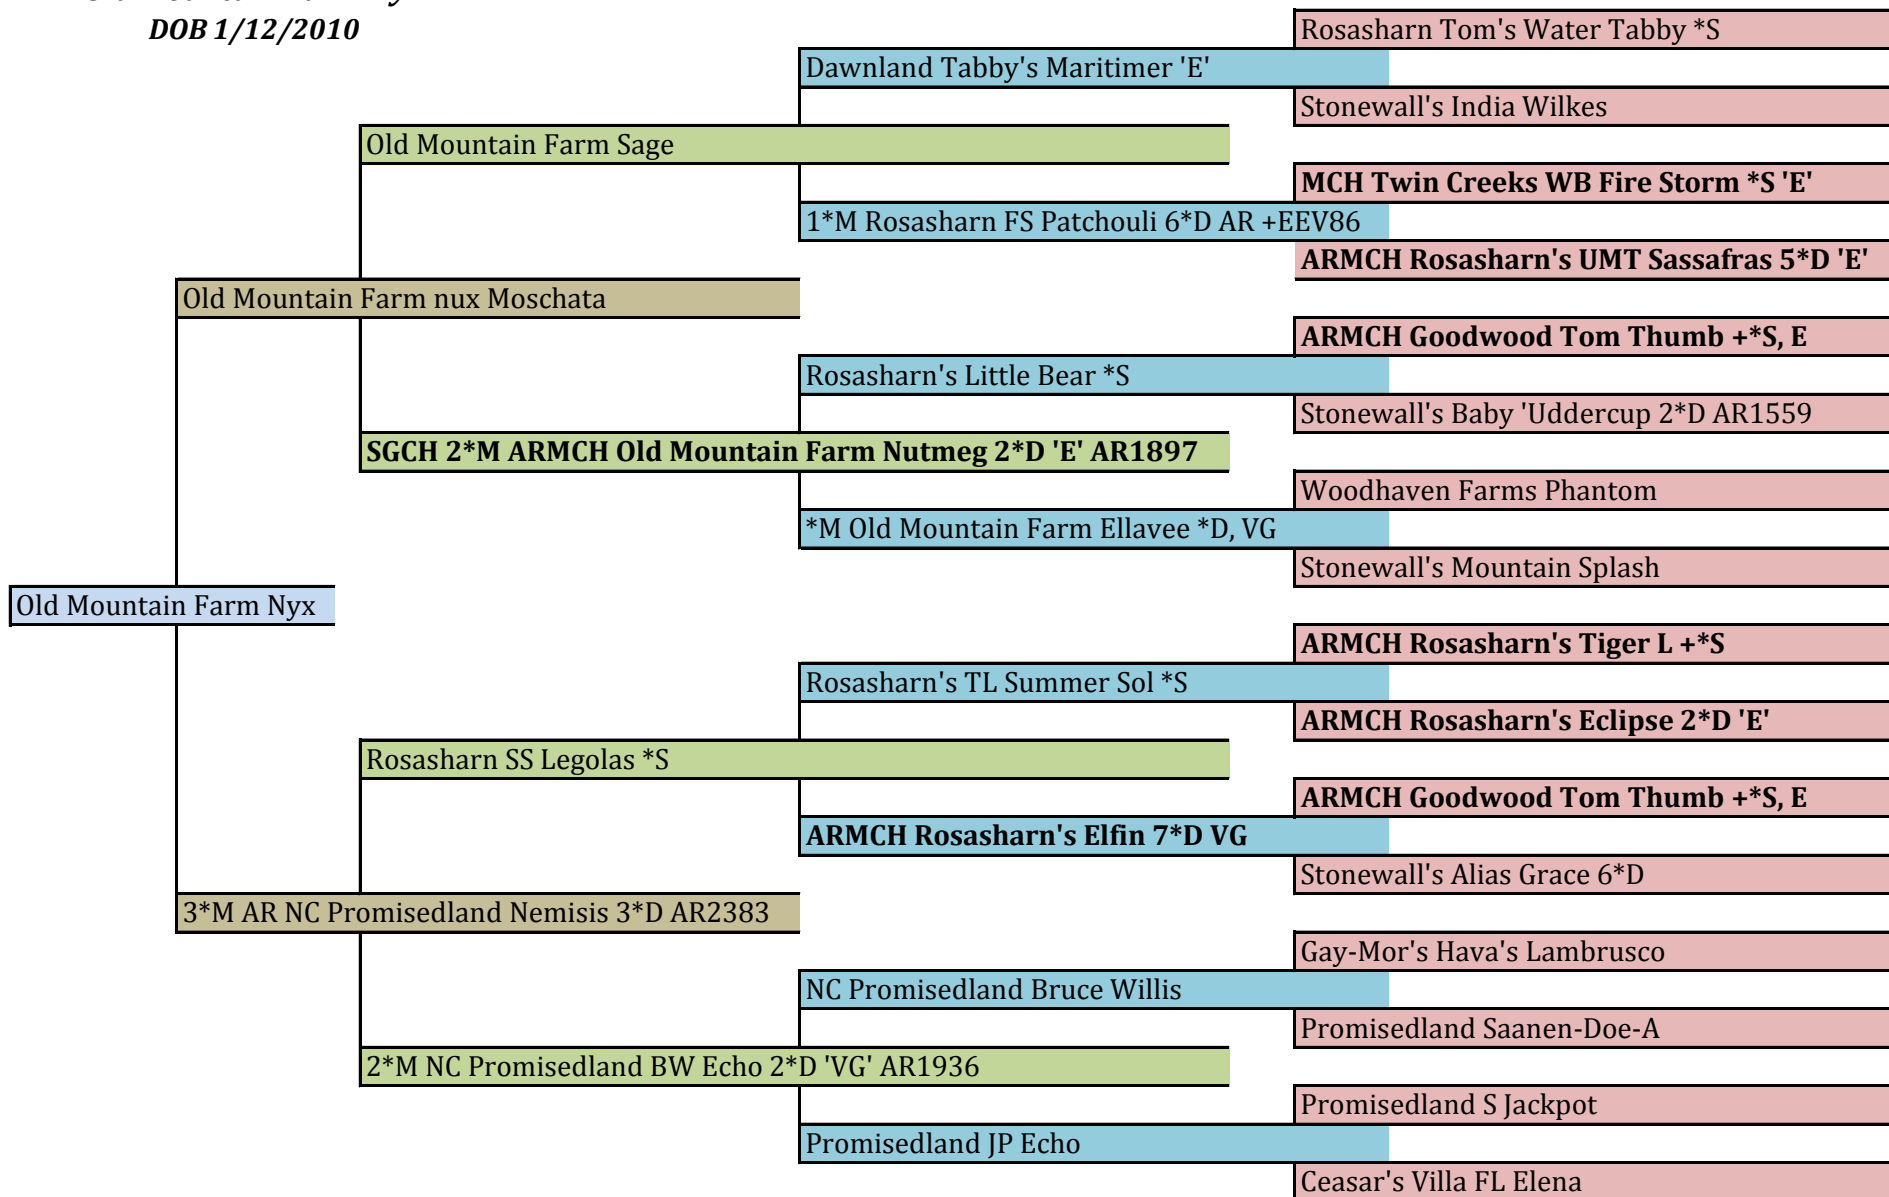 DOB 1/12/2010
Rosasharn Tom's Water Tabby *S
Dawnland Tabby's Maritimer 'E'
Stonewall's India Wilkes
Old Mountain Farm Sage
MCH Twin Creeks WB Fire Storm *S 'E'
1*M Rosasharn FS Patchouli 6*D AR +EEV86
ARMCH Rosasharn's UMT Sassafras 5*D 'E'
Old Mountain Farm nux Moschata
ARMCH Goodwood Tom Thumb +*S, E
Rosasharn's Little Bear *S
Stonewall's Baby 'Uddercup 2*D AR1559
SGCH 2*M ARMCH Old Mountain Farm Nutmeg 2*D 'E' AR1897
Woodhaven Farms Phantom
*M Old Mountain Farm Ellavee *D, VG
Stonewall's Mountain Splash
Old Mountain Farm Nyx
ARMCH Rosasharn's Tiger L +*S
Rosasharn's TL Summer Sol *S
ARMCH Rosasharn's Eclipse 2*D 'E'
Rosasharn SS Legolas *S
ARMCH Goodwood Tom Thumb +*S, E
ARMCH Rosasharn's Elfin 7*D VG
Stonewall's Alias Grace 6*D
3*M AR NC Promisedland Nemisis 3*D AR2383
Gay-Mor's Hava's Lambrusco
NC Promisedland Bruce Willis
Promisedland Saanen-Doe-A
2*M NC Promisedland BW Echo 2*D 'VG' AR1936
Promisedland S Jackpot
Promisedland JP Echo
Ceasar's Villa FL Elena